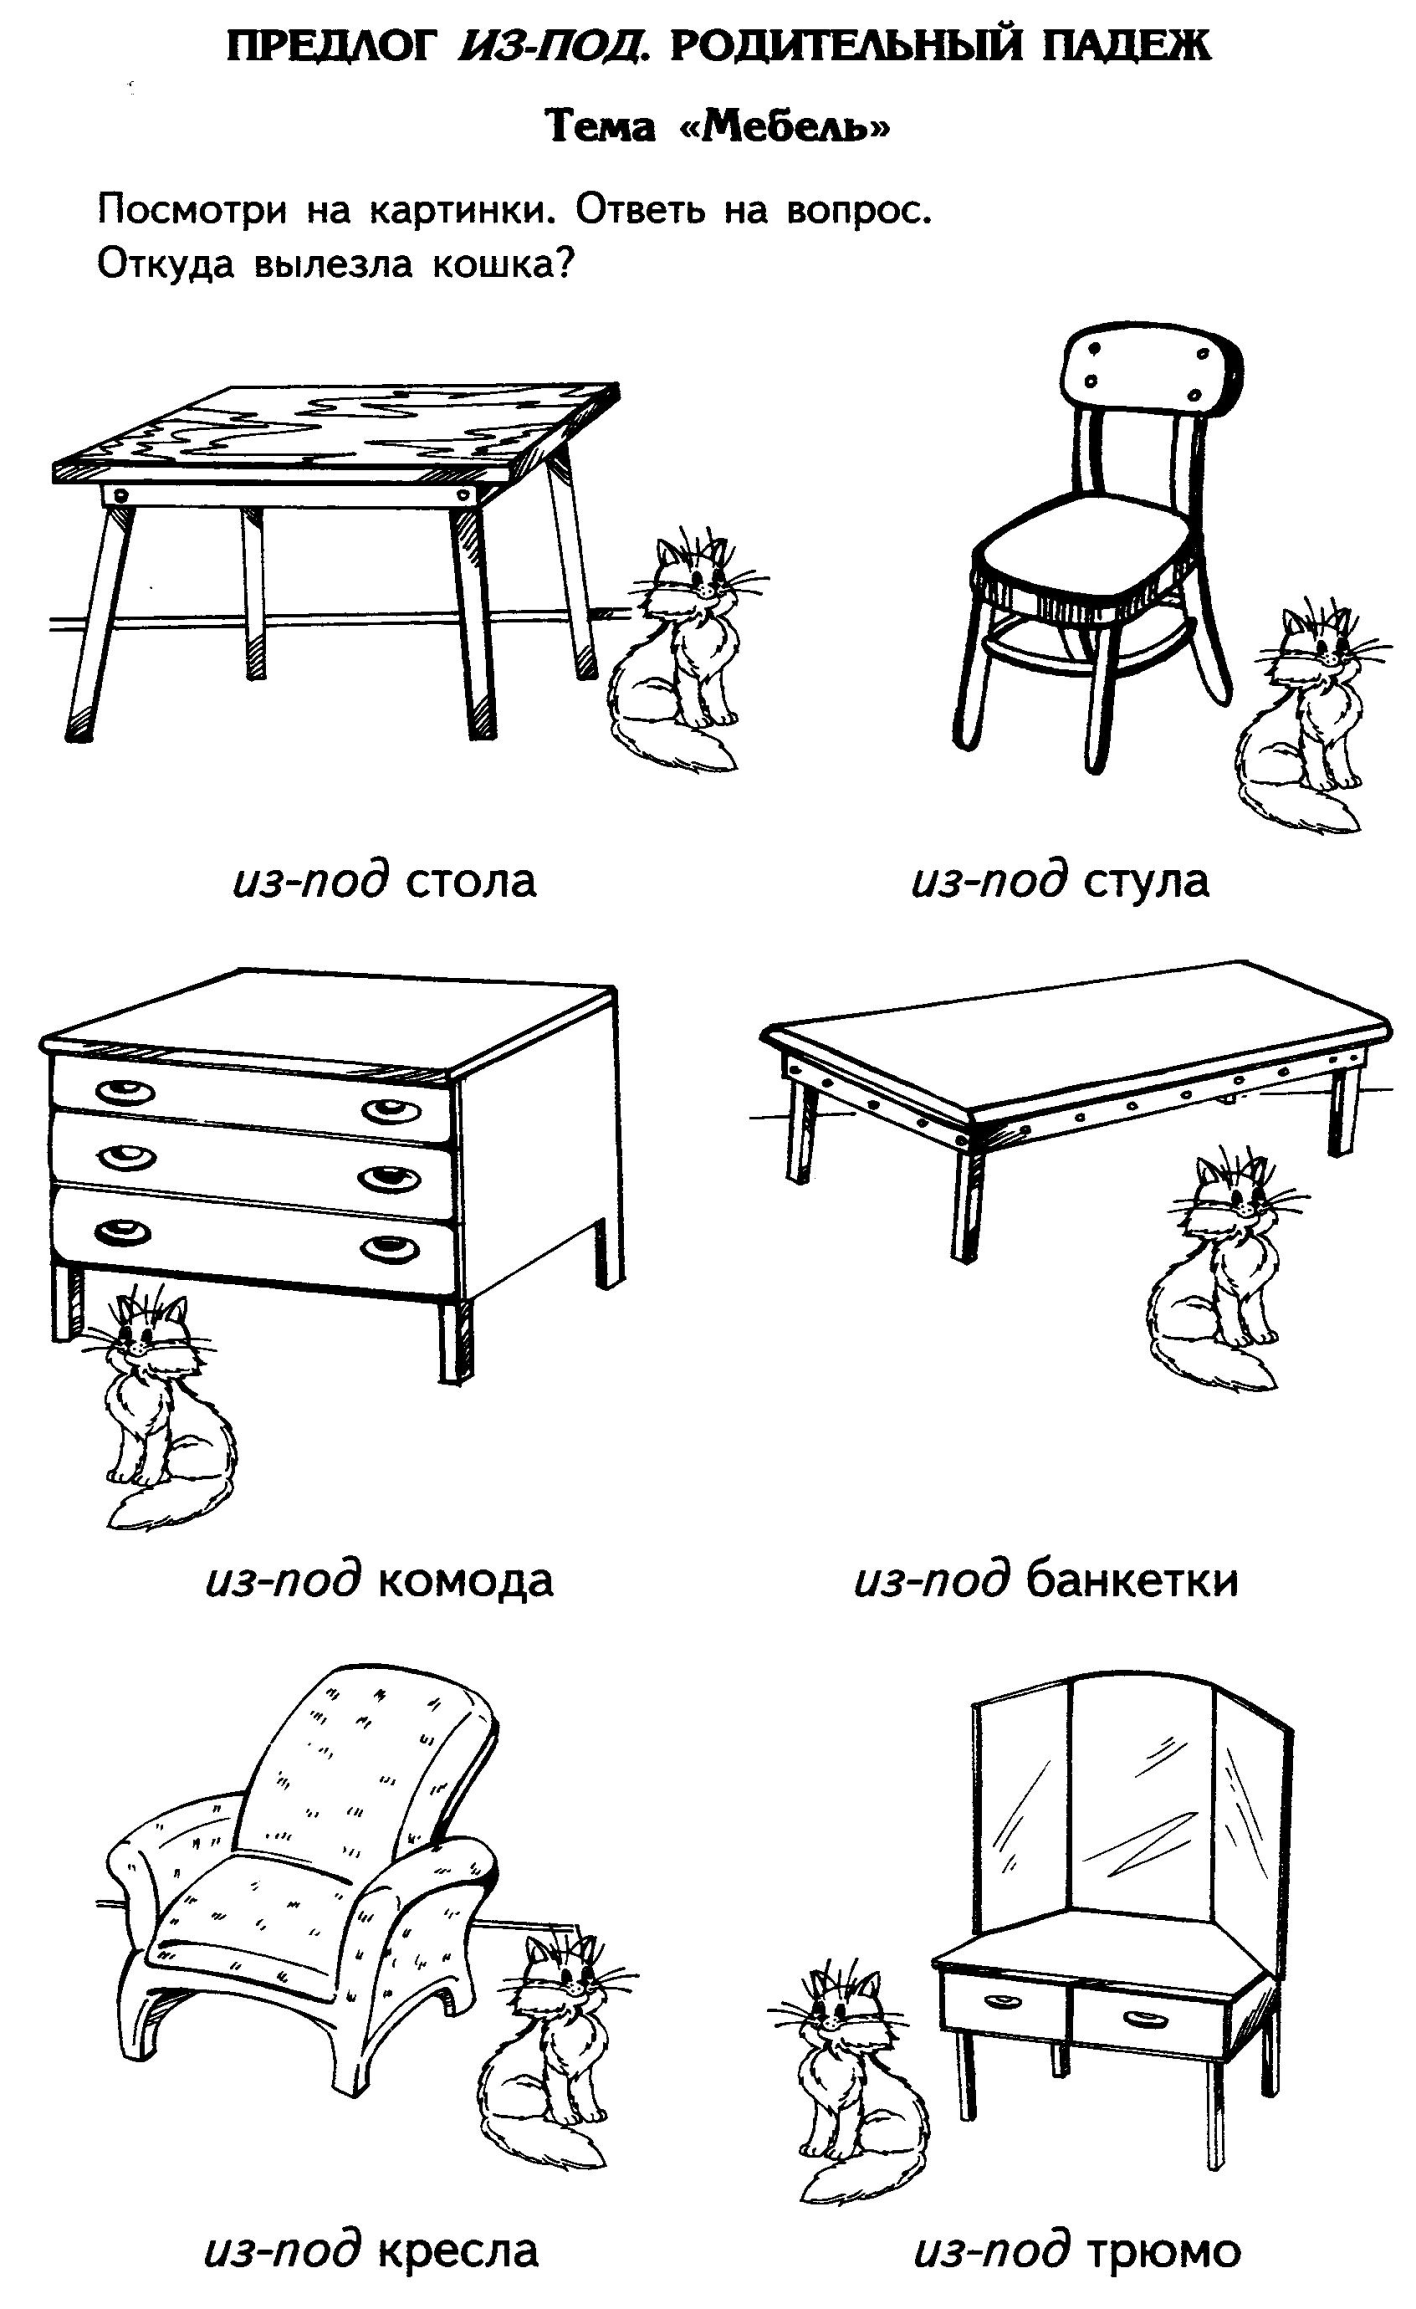 ПРЕДЛОГ ИЗ-ПОД. РОДИТЕЛЬНЫЙ ПАДЕЖ
Тема «Мебель»
Посмотри на картинки. Ответь на вопрос.
Откуда вылезла кошка?
из-под стола
из-под стула
из-под комода
из-под банкетки
из-под кресла
из-под трюмо